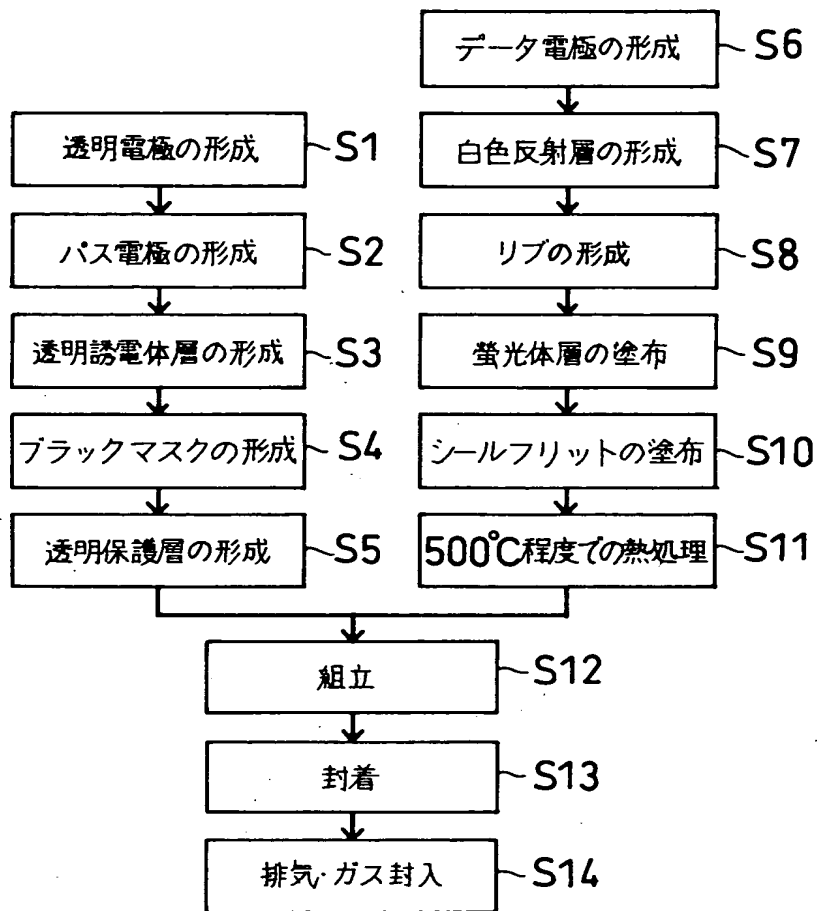 透明電極の形成 S1
パス電極の形成 S2
透明誘電体層の形成 S3
ブラックマスクの形成 S4
透明保護層の形成 S5
データ電極の形成 S6
白色反射層の形成 S7
リブの形成 S8
螢光体層の塗布 S9
シールフリットの塗布 S10
500℃程度での熱処理 S11
組立 S12
封着 S13
排気・ガス封入 S14